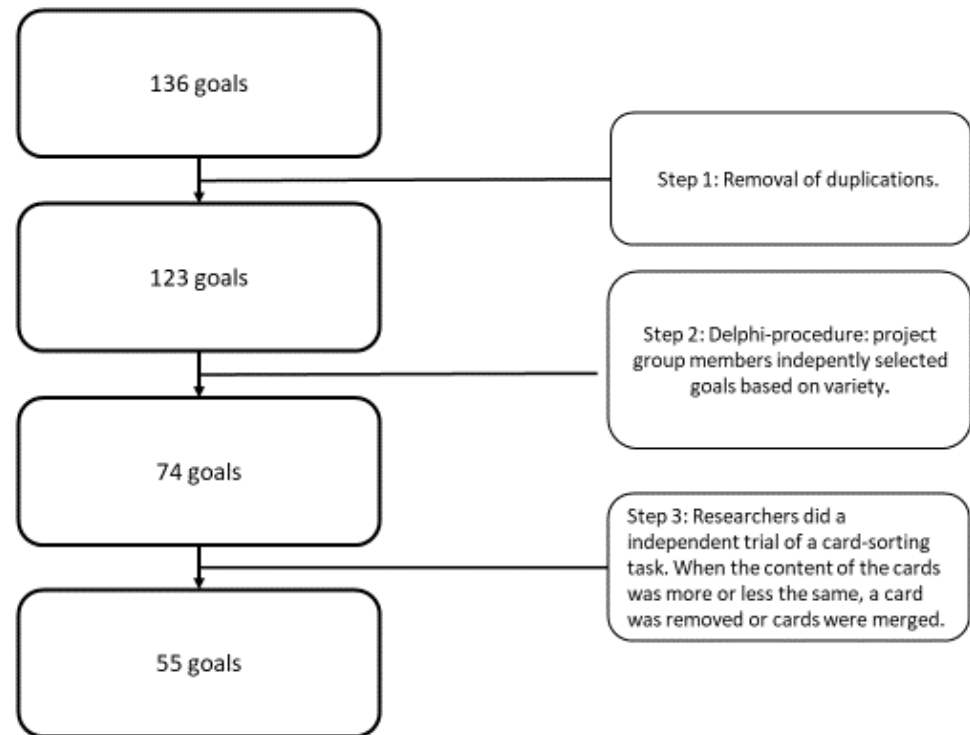 136 goals
Step 1: Removal of duplications.
123 goals
Step 2: Delphi-procedure: project
group members indepently selected
goals based on variety.
74 goals
Step 3: Researchers did a
independent trial of a card-sorting
task. When the content of the cards
was more or less the same, a card
was removed or cards were merged.
55 goals